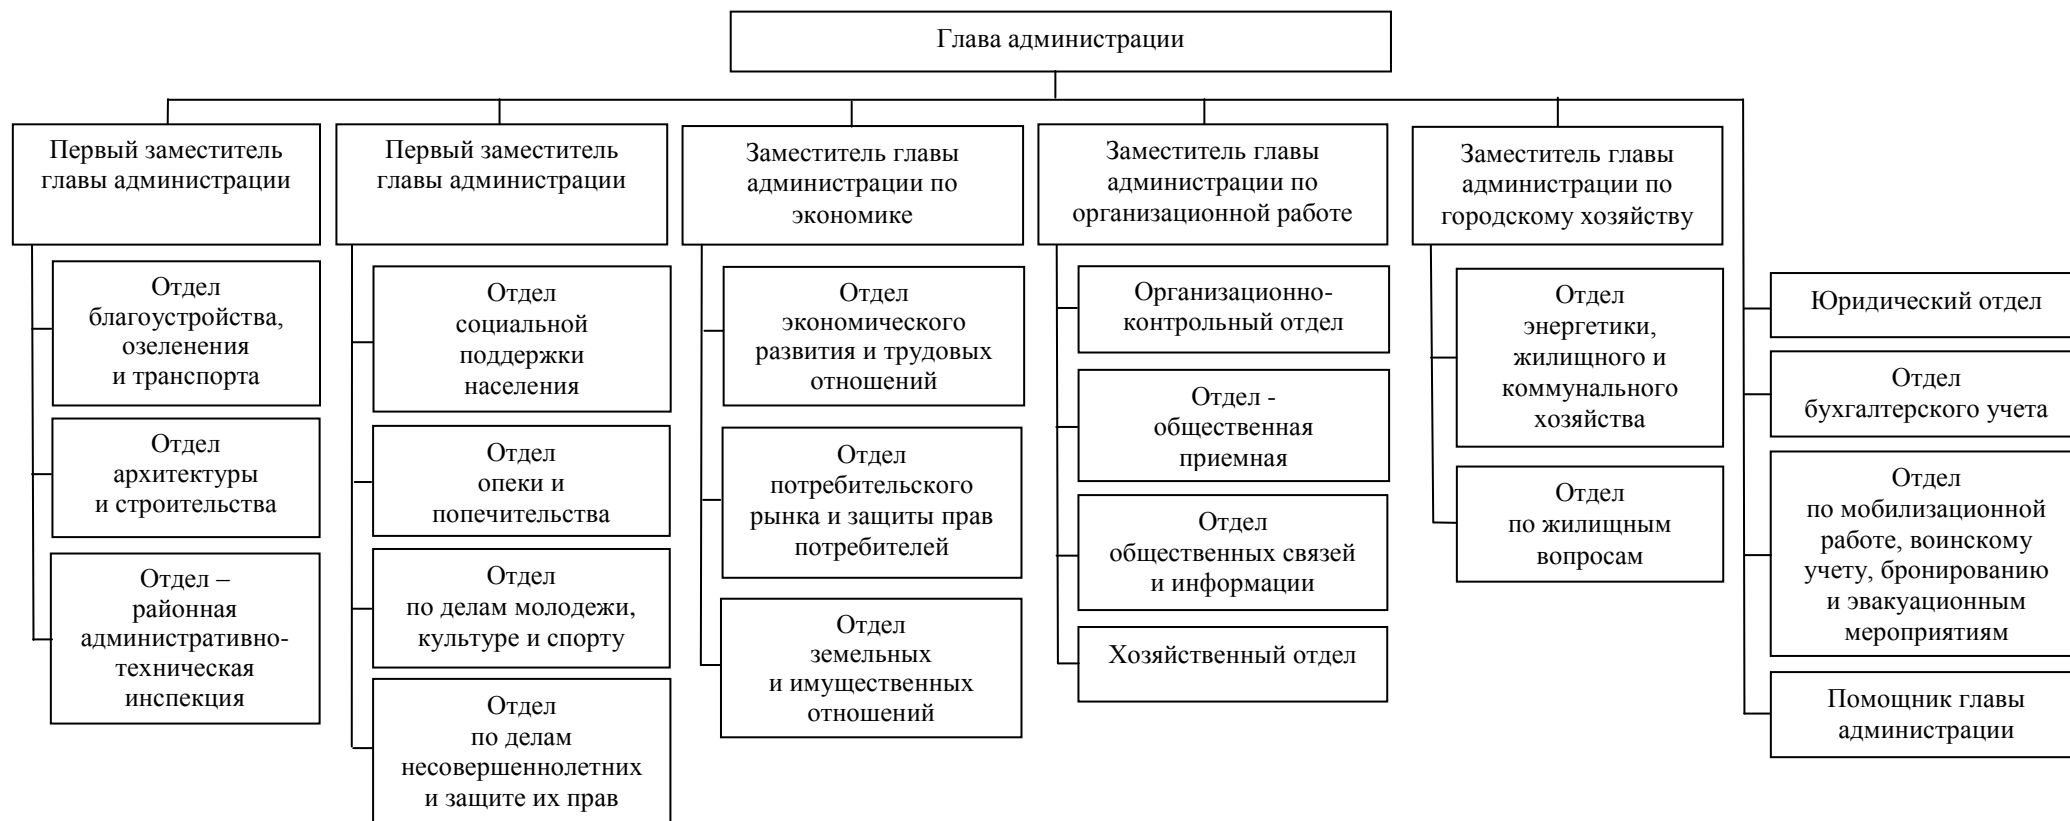 Глава администрации
Первый заместитель
главы администрации
Отдел
благоустройства,
озеленения
и транспорта
Отдел
архитектуры
и строительства
Отдел –
районная
административно-
техническая
инспекция
Первый заместитель
главы администрации
Отдел
социальной
поддержки
населения
Отдел
опеки и
попечительства
Отдел
по делам молодежи,
культуре и спорту
Отдел
по делам
несовершеннолетних
и защите их прав
Заместитель главы
администрации по
экономике
Отдел
экономического
развития и трудовых
отношений
Отдел
потребительского
рынка и защиты прав
потребителей
Отдел
земельных
и имущественных
отношений
Заместитель главы
администрации по
организационной работе
Организационно-
контрольный отдел
Отдел -
общественная
приемная
Отдел
общественных связей
и информации
Хозяйственный отдел
Заместитель главы
администрации по
городскому хозяйству
Отдел
энергетики,
жилищного и
коммунального
хозяйства
Отдел
по жилищным
вопросам
Юридический отдел
Отдел
бухгалтерского учета
Отдел
по мобилизационной
работе, воинскому
учету, бронированию
и эвакуационным
мероприятиям
Помощник главы
администрации